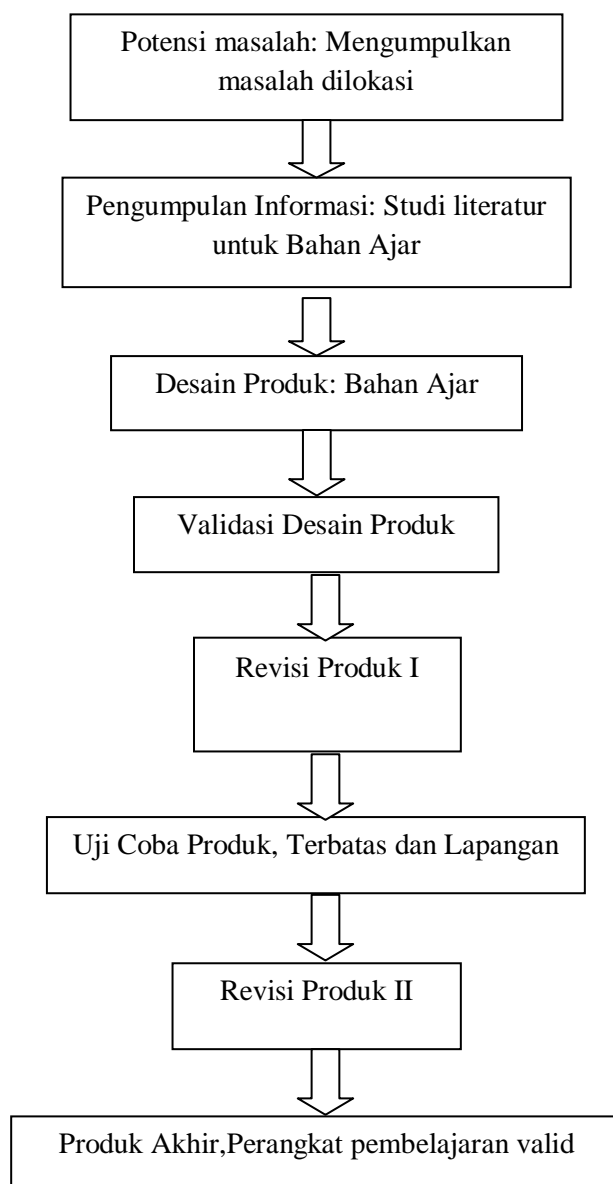 Potensi masalah: Mengumpulkan
masalah dilokasi
Pengumpulan Informasi: Studi literatur
untuk Bahan Ajar
Desain Produk: Bahan Ajar
Validasi Desain Produk
Revisi Produk I
Uji Coba Produk, Terbatas dan Lapangan
Revisi Produk II
Produk Akhir,Perangkat pembelajaran valid